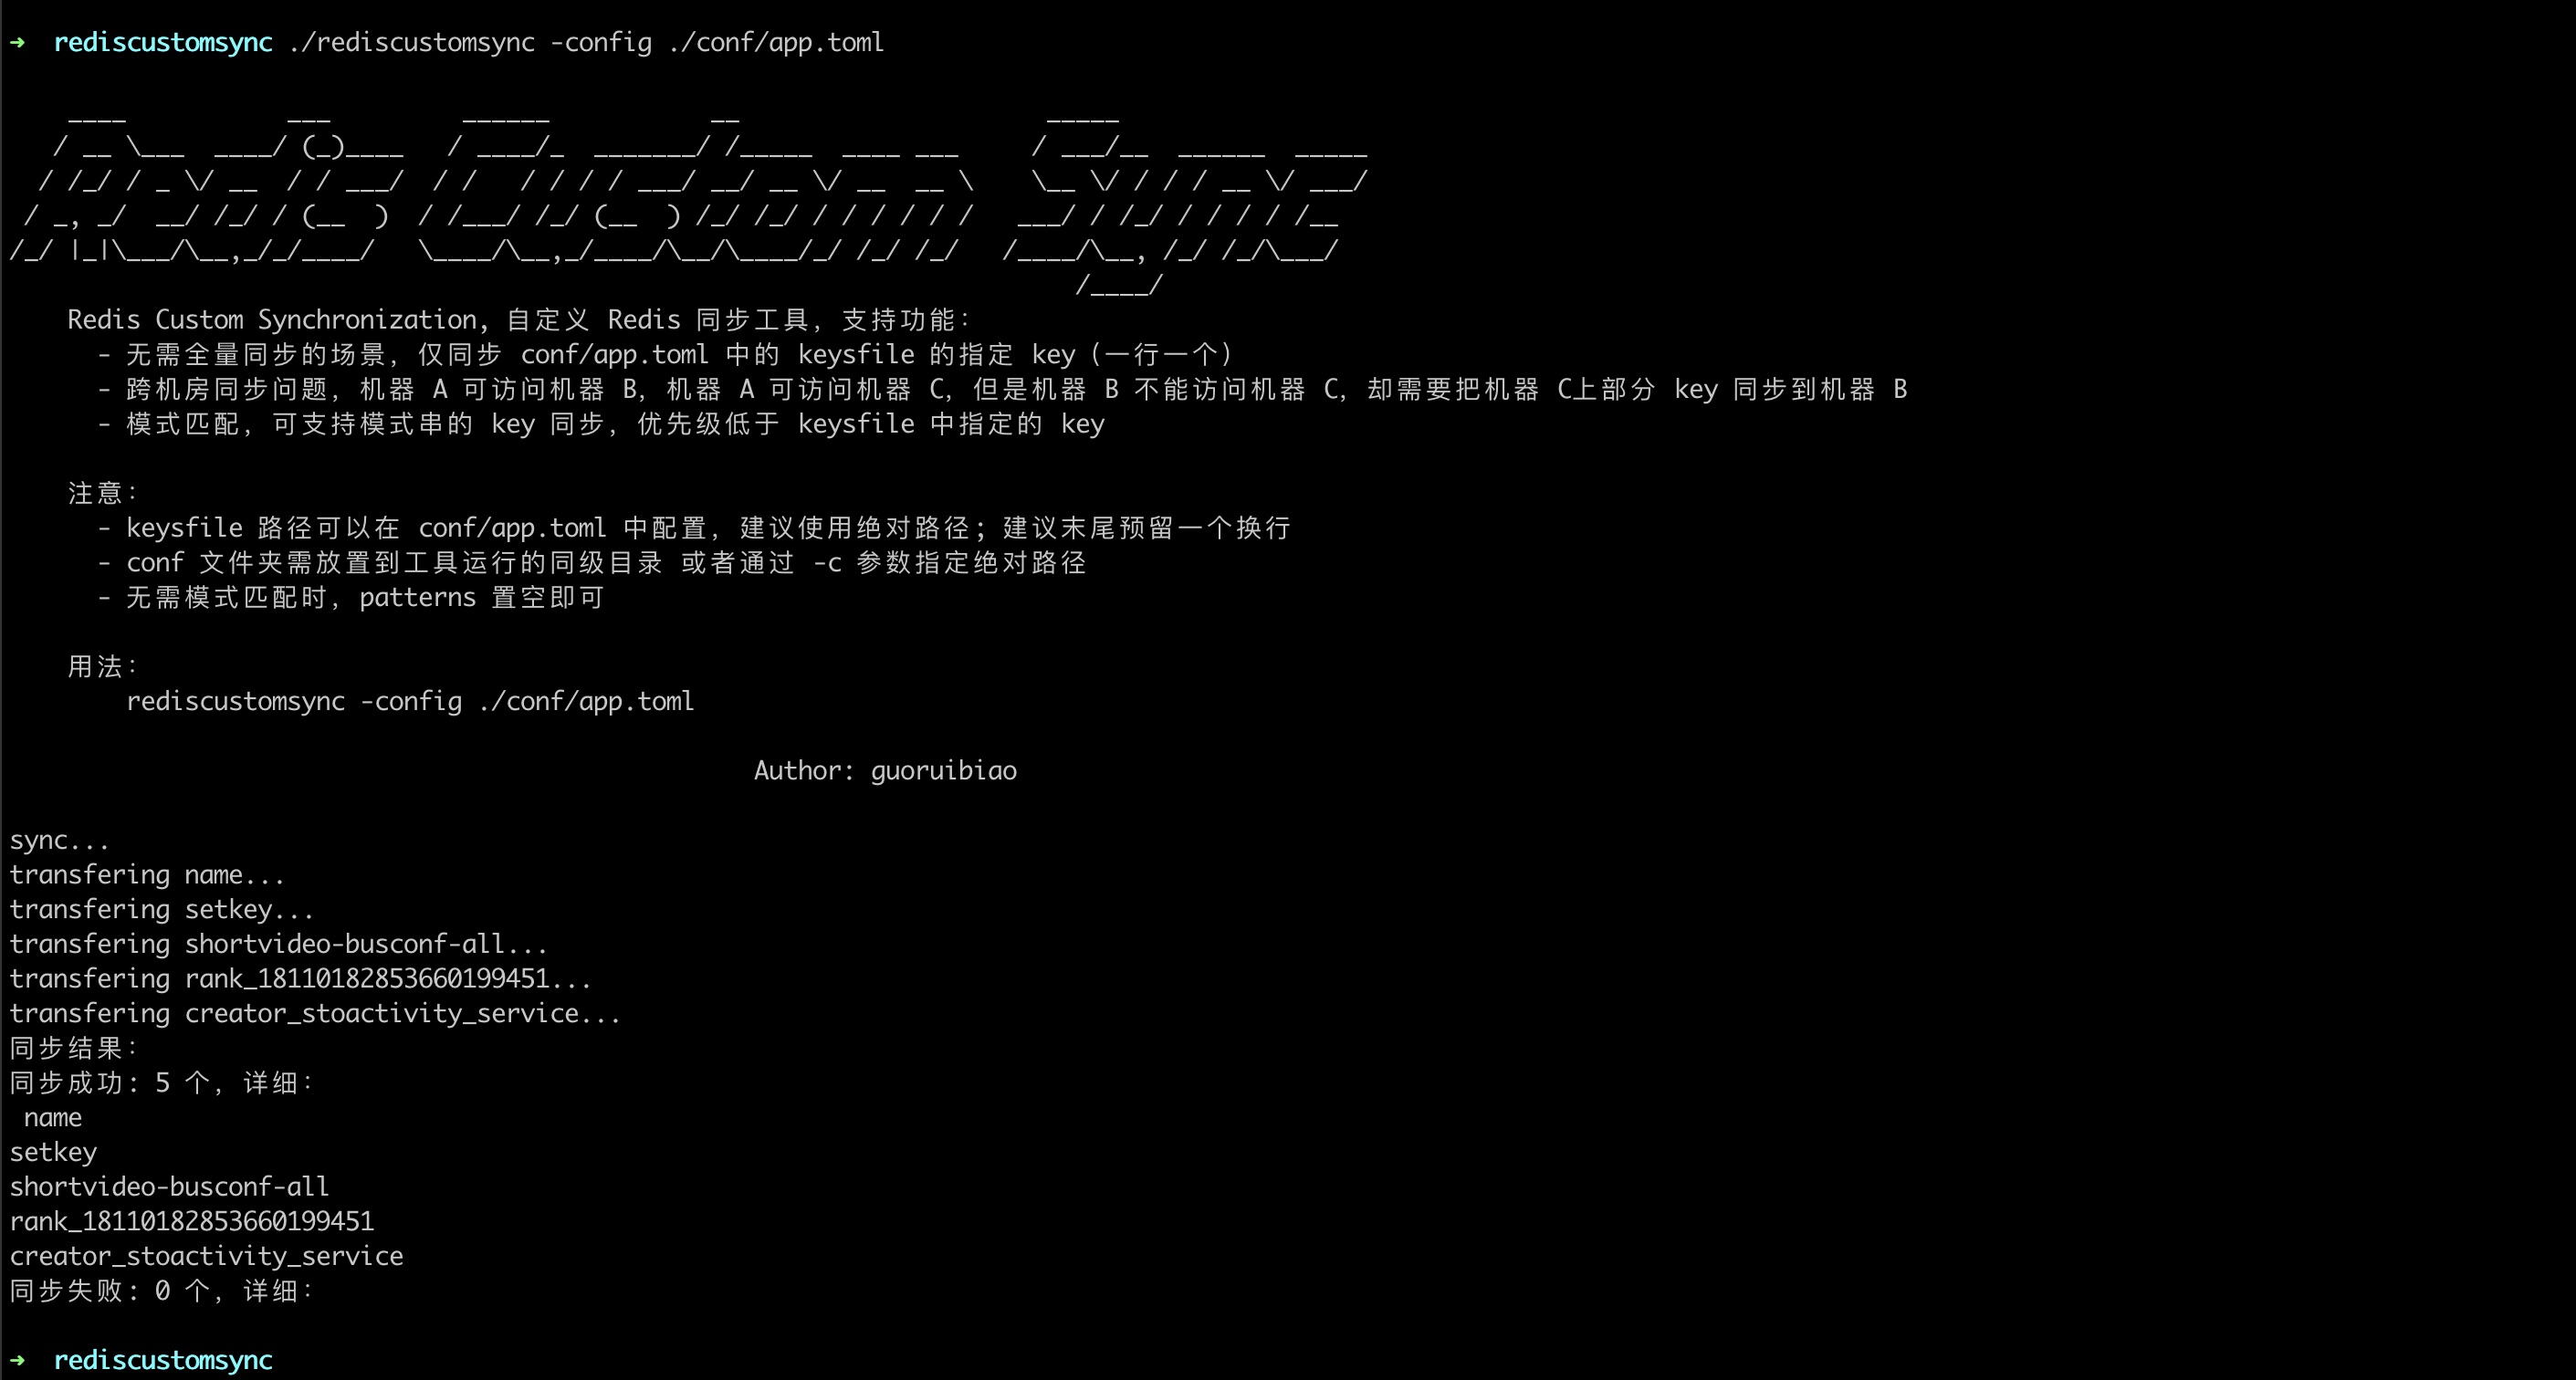 ➜  rediscustomsync ./rediscustomsync -config ./conf/app.toml
Redis Custom Sync
Redis Custom Synchronization, 自定义 Redis 同步工具, 支持功能:
- 无需全量同步的场景, 仅同步 conf/app.toml 中的 keysfile 的指定 key（一行一个）
- 跨机房同步问题, 机器 A 可访问机器 B, 机器 A 可访问机器 C, 但是机器 B 不能访问机器 C, 却需要把机器 C上部分 key 同步到机器 B
- 模式匹配, 可支持模式串的 key 同步, 优先级低于 keysfile 中指定的 key
注意:
- keysfile 路径可以在 conf/app.toml 中配置, 建议使用绝对路径; 建议末尾预留一个换行
- conf 文件夹需放置到工具运行的同级目录 或者通过 -c 参数指定绝对路径
- 无需模式匹配时, patterns 置空即可
用法:
rediscustomsync -config ./conf/app.toml
Author: guoruibiao
sync...
transfering name...
transfering setkey...
transfering shortvideo-busconf-all...
transfering rank_18110182853660199451...
transfering creator_stoactivity_service...
同步结果:
同步成功: 5 个, 详细:
name
setkey
shortvideo-busconf-all
rank_18110182853660199451
creator_stoactivity_service
同步失败: 0 个, 详细:
➜  rediscustomsync